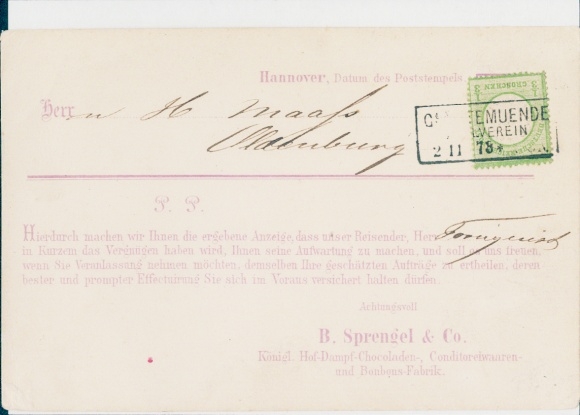 Hannover, Datum des Poststempels.
Herrn H Maass
Oldenburg
GROSCHEN
EMUENDE
VEREIN
2 11 73
P. P.
Hierdurch machen wir Ihnen die ergebene Anzeige, dass unser Reisender, Herr
in Kurzem das Vergnügen haben wird, Ihnen seine Aufwartung zu machen, und soll es uns freuen,
wenn Sie Veranlassung nehmen möchten, demselben Ihre geschätzten Aufträge zu ertheilen, deren
bester und prompter Effectuirung Sie sich im Voraus versichert halten dürfen.
Achtungsvoll
B. Sprengel & Co.
Königl. Hof-Dampf-Chocoladen-, Conditoreiwaaren-
und Bonbons-Fabrik.